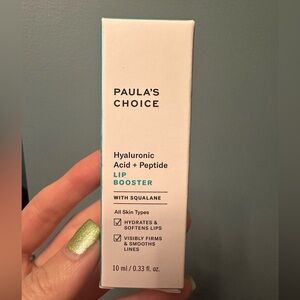 PAULA'S
CHOICE
Hyaluronic
Acid + Peptide
LIP
BOOSTER
WITH SQUALANE
All Skin Types
HYDRATES &
SOFTENS LIPS
VISIBLY FIRMS
& SMOOTHS
LINES
10 ml / 0.33 fl. oz.